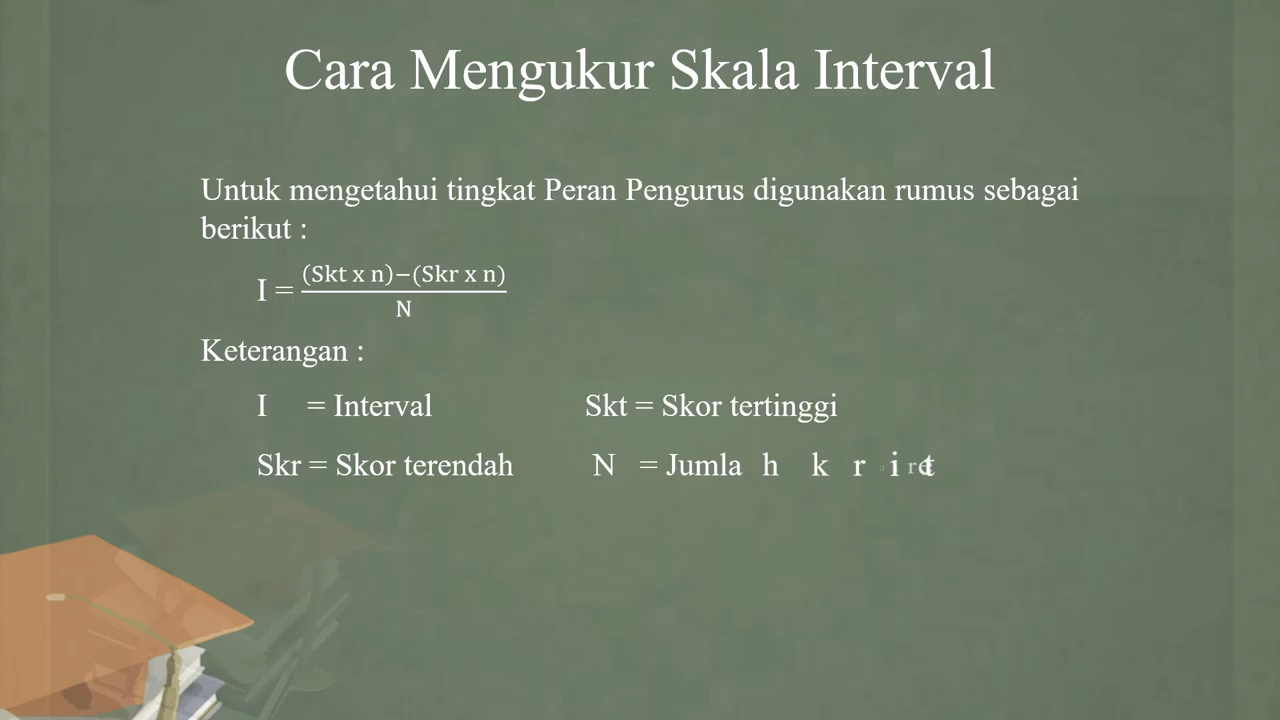 Cara Mengukur Skala Interval
Untuk mengetahui tingkat Peran Pengurus digunakan rumus sebagai
berikut :
I = (Skt x n)−(Skr x n)
N
Keterangan :
I = Interval Skt = Skor tertinggi
Skr = Skor terendah N = Jumlah